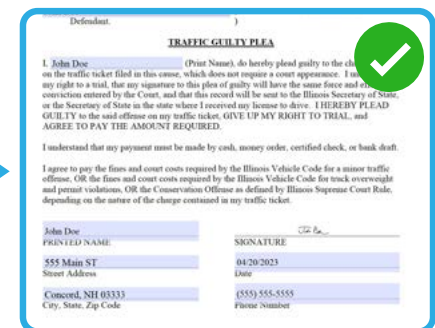 Defendant. )
TRAFFIC GUILTY PLEA
I, John Doe (Print Name), do hereby plead guilty to the
on the traffic ticket filed in this cause, which does not require a court appearance. I
my right to a trial, that my signature to this plea of guilty will have the same force and
conviction entered by the Court, and that this record will be sent to the Illinois Secretary of State,
or the Secretary of State in the state where I received my license to drive. I HEREBY PLEAD
GUILTY to the said offense on my traffic ticket, GIVE UP MY RIGHT TO TRIAL, and
AGREE TO PAY THE AMOUNT REQUIRED.
I understand that my payment must be made by cash, money order, certified check, or bank draft.
I agree to pay the fines and court costs required by the Illinois Vehicle Code for a minor traffic
offense, OR the fines and court costs required by the Illinois Vehicle Code for truck overweight
and permit violations, OR the Conservation Offense as defined by Illinois Supreme Court Rule,
depending on the nature of the charge contained in my traffic ticket.
John Doe
PRINTED NAME SIGNATURE
555 Main ST 04/20/2023
Street Address Date
Concord, NH 03333 (555) 555-5555
City, State, Zip Code Phone Number